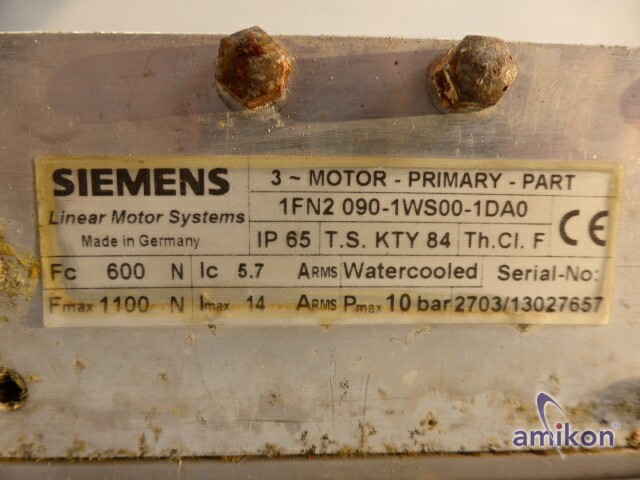 SIEMENS
3 ~ MOTOR - PRIMARY - PART
Linear Motor Systems
1FN2 090-1WS00-1DA0
Made in Germany
IP 65 T.S. KTY 84 Th.Cl. F CE
Fc 600 N Ic 5.7 ARMS Watercooled Serial-No:
Fmax 1100 N Imax 14 ARMS Pmax 10 bar 2703/13027657
amikon